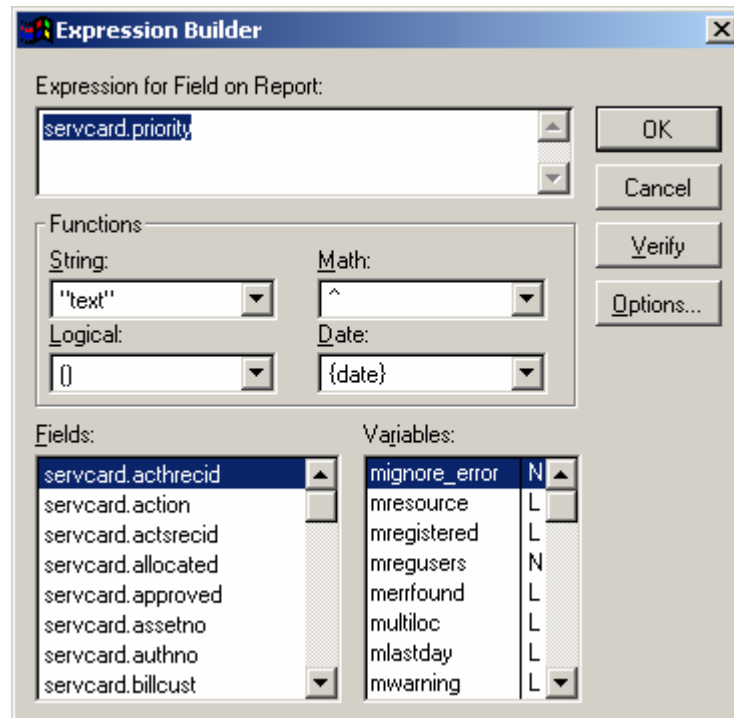 Expression Builder
Expression for Field on Report:
servcard.priority
OK
Cancel
Verify
Options...
Functions
String:
Math:
"text"
^
Logical:
Date:
()
{date}
Fields:
Variables:
servcard.acthrecid
servcard.action
servcard.actsrecid
servcard.allocated
servcard.approved
servcard.assetno
servcard.authno
servcard.billcust
mignore_error N
mresource L
mregistered L
mregusers N
merrfound L
multiloc L
mlastday L
mwarning L